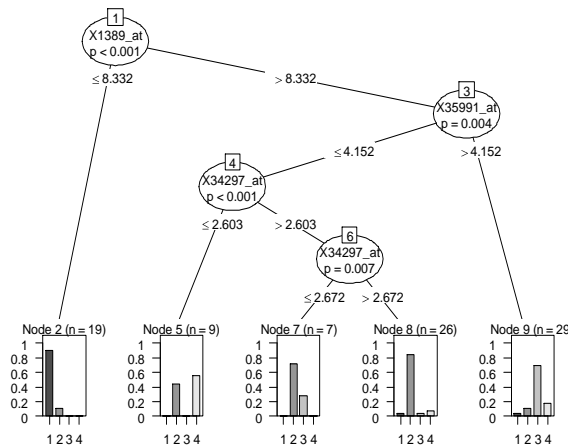 1
X1389_at
p < 0.001
≤8.332
>8.332
3
X35991_at
p = 0.004
≤4.152
>4.152
4
X34297_at
p < 0.001
≤2.603
>2.603
6
X34297_at
p = 0.007
≤2.672
>2.672
Node 2 (n = 19)
1
0.8
0.6
0.4
0.2
0
1 2 3 4
Node 5 (n = 9)
1
0.8
0.6
0.4
0.2
0
1 2 3 4
Node 7 (n = 7)
1
0.8
0.6
0.4
0.2
0
1 2 3 4
Node 8 (n = 26)
1
0.8
0.6
0.4
0.2
0
1 2 3 4
Node 9 (n = 29)
1
0.8
0.6
0.4
0.2
0
1 2 3 4